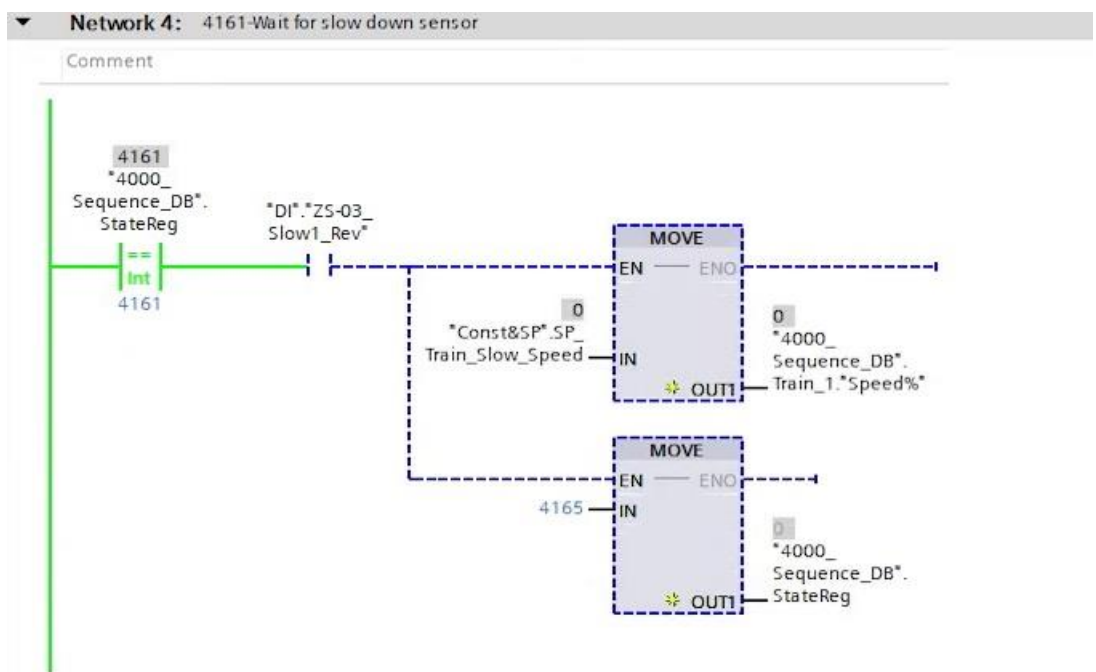 Network 4: 4161-Wait for slow down sensor
Comment
4161
"4000_
Sequence_DB".
StateReg
==
Int
4161
"DI"."ZS-03_
Slow1_Rev"
MOVE
EN ENO
0
"Const&SP".SP_
Train_Slow_Speed
IN
OUT1
0
"4000_
Sequence_DB".
Train_1."Speed%"
MOVE
EN ENO
4165
IN
OUT1
0
"4000_
Sequence_DB".
StateReg